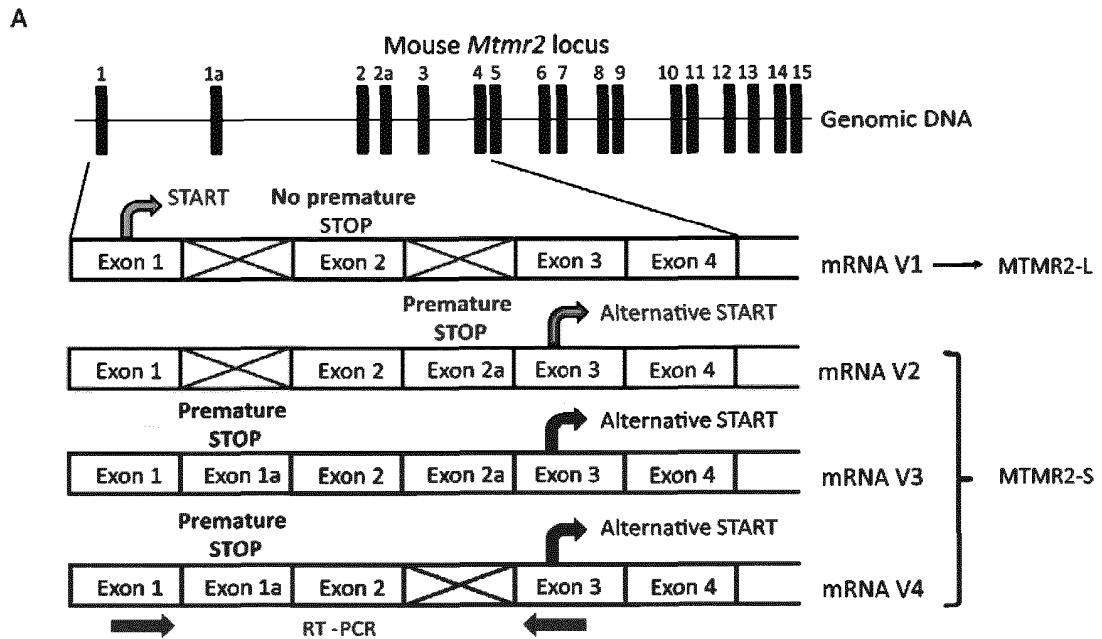 A
Mouse Mtmr2 locus
1 1a 2 2a 3 4 5 6 7 8 9 10 11 12 13 14 15
Genomic DNA
START
No premature
STOP
Exon 1 Exon 2 Exon 3 Exon 4 mRNA V1 MTMR2-L
Premature
STOP
Alternative START
Exon 1 Exon 2 Exon 2a Exon 3 Exon 4 mRNA V2
Premature
STOP
Alternative START
Exon 1 Exon 1a Exon 2 Exon 2a Exon 3 Exon 4 mRNA V3 MTMR2-S
Premature
STOP
Alternative START
Exon 1 Exon 1a Exon 2 Exon 3 Exon 4 mRNA V4
RT -PCR